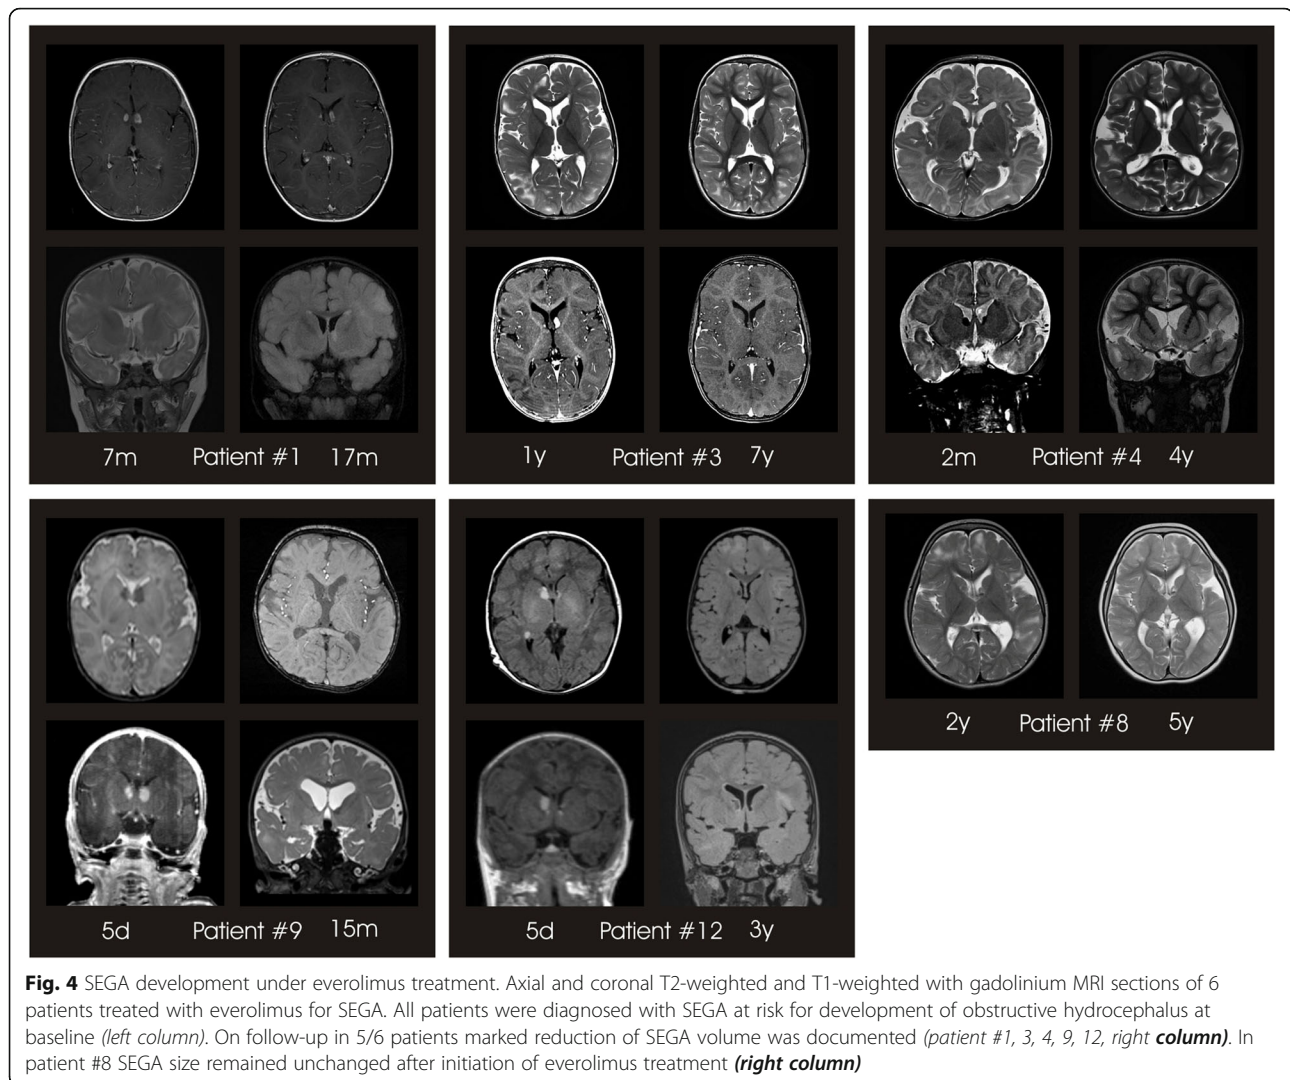 7m Patient #1 17m
1y Patient #3 7y
2m Patient #4 4y
5d Patient #9 15m
5d Patient #12 3y
2y Patient #8 5y
Fig. 4 SEGA development under everolimus treatment. Axial and coronal T2-weighted and T1-weighted with gadolinium MRI sections of 6
patients treated with everolimus for SEGA. All patients were diagnosed with SEGA at risk for development of obstructive hydrocephalus at
baseline (left column). On follow-up in 5/6 patients marked reduction of SEGA volume was documented (patient #1, 3, 4, 9, 12, right column). In
patient #8 SEGA size remained unchanged after initiation of everolimus treatment (right column)